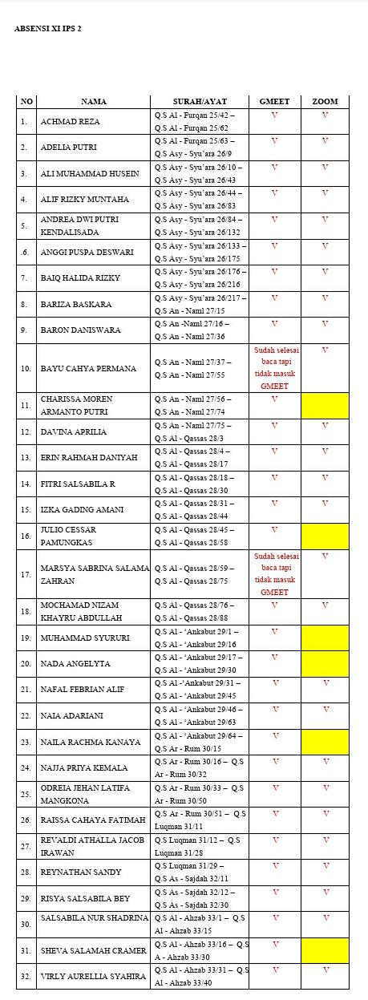 ABSENSI XI IPS 2
NO NAMA SURAH/AYAT GMEET ZOOM
1. ACHMAD REZA Q.S Al - Furqan 25/42 – V V
Q.S Al - Furqan 25/62
2. ADELIA PUTRI Q.S Al - Furqan 25/63 – V V
Q.S Asy - Syu’ara 26/9
3. ALI MUHAMMAD HUSEIN Q.S Asy - Syu’ara 26/10 – V V
Q.S Asy - Syu’ara 26/43
4. ALIF RIZKY MUNTAHA Q.S Asy - Syu’ara 26/44 – V V
Q.S Asy - Syu’ara 26/83
5. ANDREA DWI PUTRI Q.S Asy - Syu’ara 26/84 – V V
KENDALISADA Q.S Asy - Syu’ara 26/132
.6. ANGGI PUSPA DESWARI Q.S Asy - Syu’ara 26/133 – V V
Q.S Asy - Syu’ara 26/175
7. BAIQ HALIDA RIZKY Q.S Asy - Syu’ara 26/176 – V V
Q.S Asy - Syu’ara 26/216
8. BARIZA BASKARA Q.S Asy - Syu’ara 26/217 – V V
Q.S An - Naml 27/15
9. BARON DANISWARA Q.S An -Naml 27/16 – V V
Q.S An - Naml 27/36
10. BAYU CAHYA PERMANA Q.S An - Naml 27/37 – Sudah selesai V
Q.S An - Naml 27/55 baca tapi
tidak masuk
GMEET
11. CHARISSA MOREN Q.S An - Naml 27/56 – V
ARMANTO PUTRI Q.S An - Naml 27/74
12. DAVINA APRILIA Q.S An - Naml 27/75 – V V
Q.S Al - Qassas 28/3
13. ERIN RAHMAH DANIYAH Q.S Al - Qassas 28/4 – V V
Q.S Al - Qassas 28/17
14. FITRI SALSABILA R Q.S Al - Qassas 28/18 – V V
Q.S Al - Qassas 28/30
15. IZKA GADING AMANI Q.S Al - Qassas 28/31 – V V
Q.S Al - Qassas 28/44
16. JULIO CESSAR Q.S Al - Qassas 28/45 – V
PAMUNGKAS Q.S Al - Qassas 28/58
17. MARSYA SABRINA SALAMA Q.S Al - Qassas 28/59 – Sudah selesai V
ZAHRAN Q.S Al - Qassas 28/75 baca tapi
tidak masuk
GMEET
18. MOCHAMAD NIZAM Q.S Al - Qassas 28/76 – V V
KHAYRU ABDULLAH Q.S Al - Qassas 28/88
19. MUHAMMAD SYURURI Q.S Al - ‘Ankabut 29/1 – V
Q.S Al - ‘Ankabut 29/16
20. NADA ANGELYTA Q.S Al - ‘Ankabut 29/17 – V
Q.S Al - ‘Ankabut 29/30
21. NAFAL FEBRIAN ALIF Q.S Al -‘Ankabut 29/31 – V V
Q.S Al - ‘Ankabut 29/45
22. NAIA ADARIANI Q.S Al - ‘Ankabut 29/46 – V V
Q.S Al - ‘Ankabut 29/63
23. NAILA RACHMA KANAYA Q.S Al - ‘Ankabut 29/64 – V
Q.S Ar - Rum 30/15
24. NAJJA PRIYA KEMALA Q.S Ar - Rum 30/16 – Q.S V V
Ar - Rum 30/32
25. ODREIA JEHAN LATIFA Q.S Ar - Rum 30/33 – Q.S V V
MANGKONA Ar - Rum 30/50
26. RAISSA CAHAYA FATIMAH Q.S Ar - Rum 30/51 – Q.S V V
Luqman 31/11
27. REVALDI ATHALLA JACOB Q.S Luqman 31/12 – Q.S V V
IRAWAN Luqman 31/28
28. REYNATHAN SANDY Q.S Luqman 31/29 – V V
Q.S As - Sajdah 32/11
29. RISYA SALSABILA BEY Q.S As - Sajdah 32/12 – V V
Q.S As - Sajdah 32/30
30. SALSABILA NUR SHADRINA Q.S Al - Ahzab 33/1 – Q.S V V
Al - Ahzab 33/15
31. SHEVA SALAMAH CRAMER Q.S Al - Ahzab 33/16 – Q.S V
A - Ahzab 33/30
32. VIRLY AURELLIA SYAHIRA Q.S Al - Ahzab 33/31 – Q.S V V
Al - Ahzab 33/40